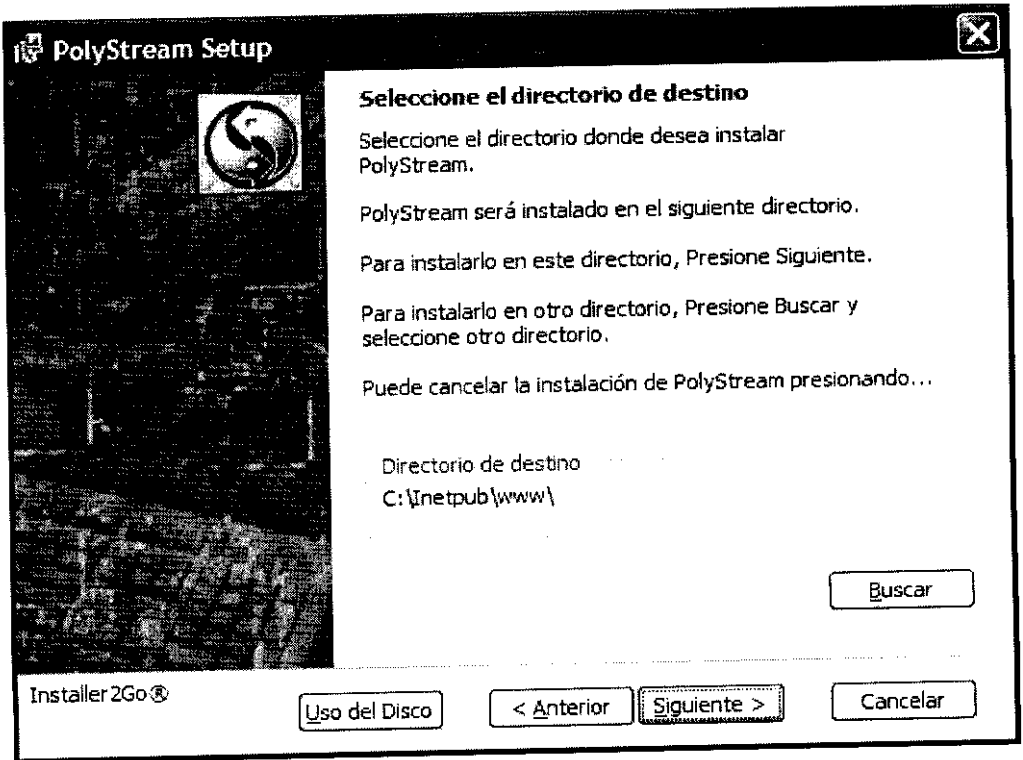 PolyStream Setup
Seleccione el directorio de destino
Seleccione el directorio donde desea instalar
PolyStream.
PolyStream será instalado en el siguiente directorio.
Para instalarlo en este directorio, Presione Siguiente.
Para instalarlo en otro directorio, Presione Buscar y
seleccione otro directorio.
Puede cancelar la instalación de PolyStream presionando...
Directorio de destino
C:\Inetpub\www\
Buscar
Installer2Go®
Uso del Disco
< Anterior
Siguiente >
Cancelar